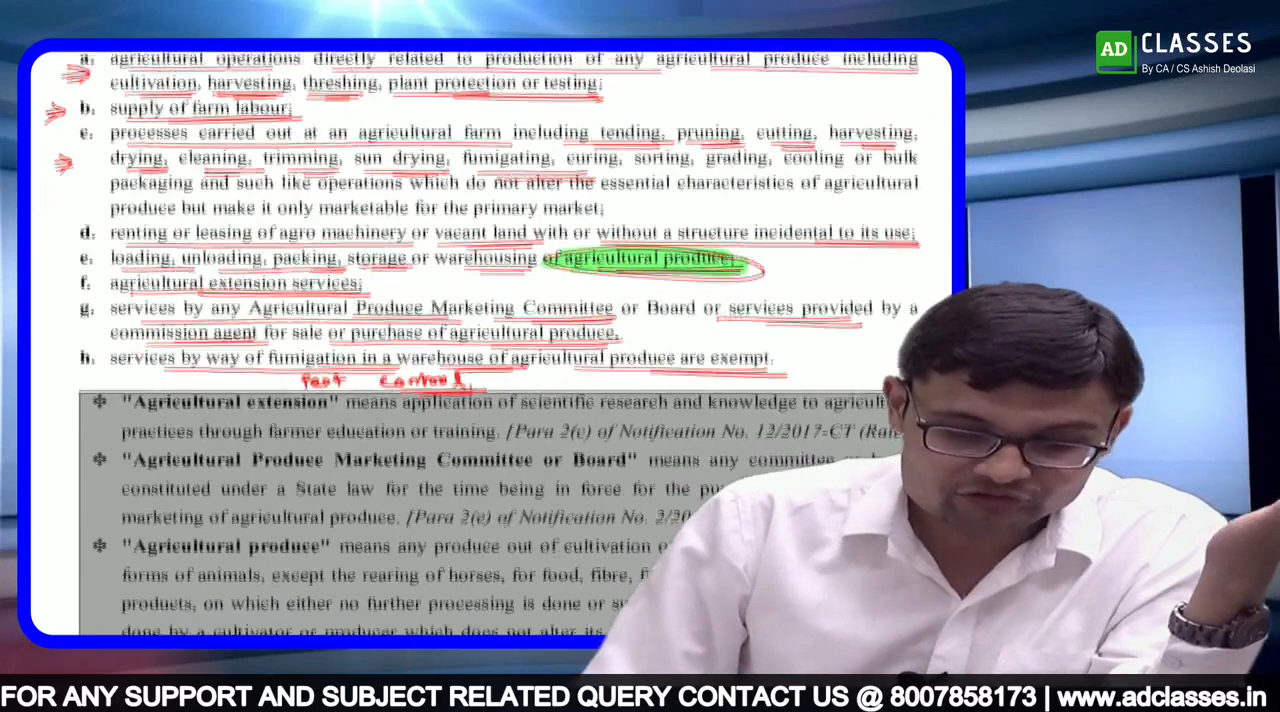 AD CLASSES
By CA / CS Ashish Deolasi
a. agricultural operations directly related to production of any agricultural produce including
cultivation, harvesting, threshing, plant protection or testing;
b. supply of farm labour;
c. processes carried out at an agricultural farm including tending, pruning, cutting, harvesting,
drying, cleaning, trimming, sun drying, fumigating, curing, sorting, grading, cooling or bulk
packaging and such like operations which do not alter the essential characteristics of agricultural
produce but make it only marketable for the primary market;
d. renting or leasing of agro machinery or vacant land with or without a structure incidental to its use;
e. loading, unloading, packing, storage or warehousing of agricultural produce;
f. agricultural extension services;
g. services by any Agricultural Produce Marketing Committee or Board or services provided by a
commission agent for sale or purchase of agricultural produce.
h. services by way of fumigation in a warehouse of agricultural produce are exempt.
Pest Control
"Agricultural extension" means application of scientific research and knowledge to
practices through farmer education or training. [Para 2(c) of Notification No. 12/2017-CT
"Agricultural Produce Marketing Committee or Board" means any committee
constituted under a State law for the time being in force for the
marketing of agricultural produce. [Para 2(e) of Notification No.
"Agricultural produce" means any produce out of cultivation
forms of animals, except the rearing of horses, for food, fibre,
products, on which either no further processing is done or
done by a cultivator or producer which does not alter its
FOR ANY SUPPORT AND SUBJECT RELATED QUERY CONTACT US @ 8007858173 | www.adclasses.in